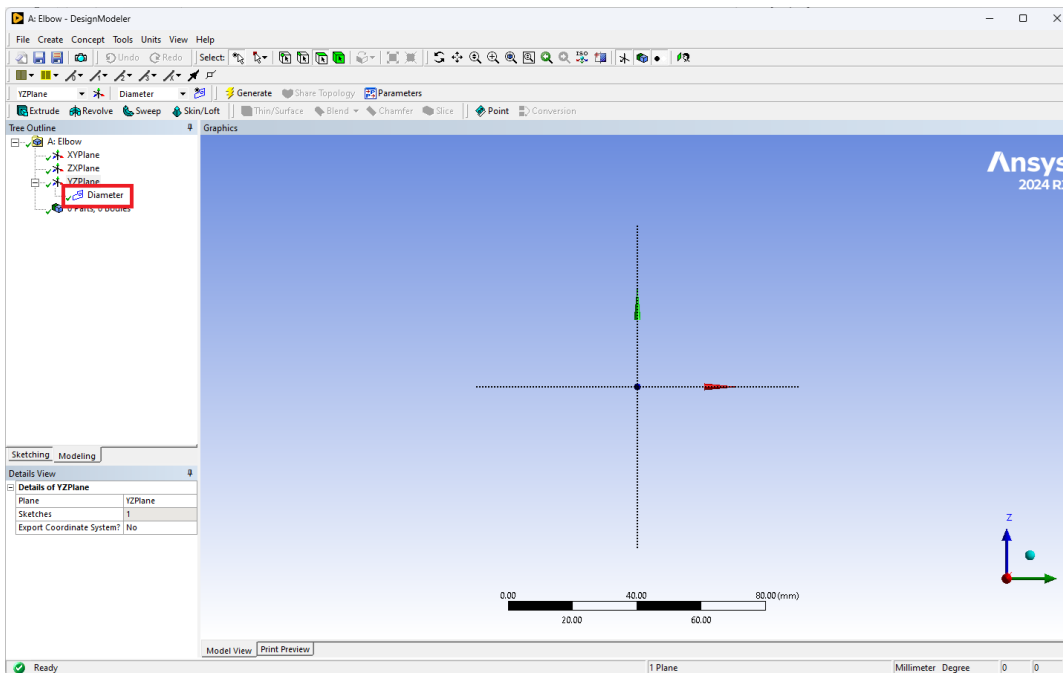 A: Elbow - DesignModeler
File Create Concept Tools Units View Help
Undo Redo Select: ISO
YZPlane Diameter Generate Share Topology Parameters
Extrude Revolve Sweep Skin/Loft Thin/Surface Blend Chamfer Slice Point Conversion
Tree Outline Graphics
A: Elbow
XYPlane
ZXPlane
YZPlane
Diameter
0 Parts, 0 Bodies
Ansys
2024
Sketching Modeling
Details View
Details of YZPlane
Plane YZPlane
Sketches 1
Export Coordinate System? No
Z
0.00 40.00 80.00 (mm)
20.00 60.00
Model View Print Preview
Ready 1 Plane Millimeter Degree 0 0